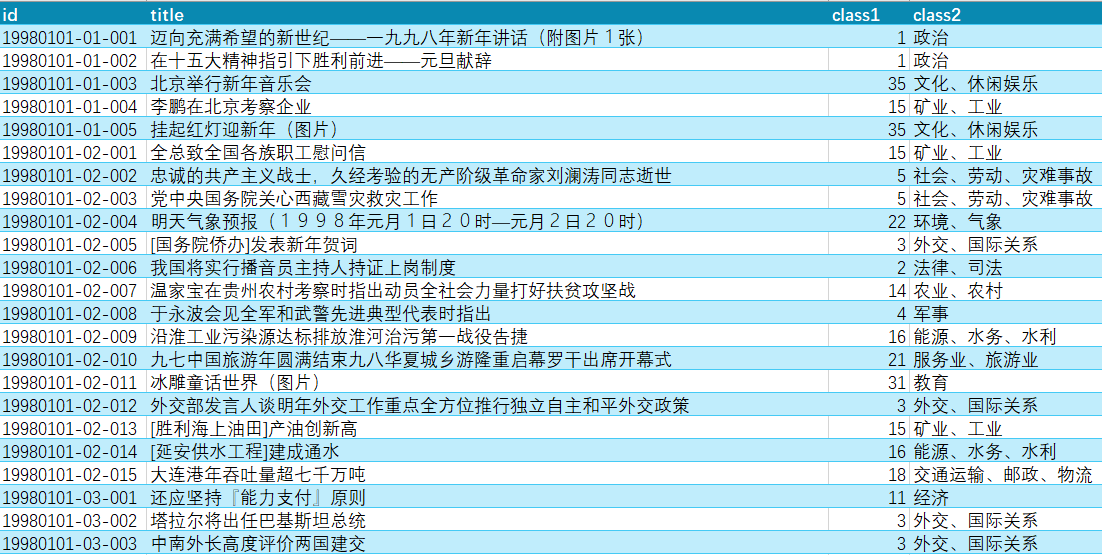 id title class1 class2
19980101-01-001 迈向充满希望的新世纪——一九九八年新年讲话（附图片１张） 1 政治
19980101-01-002 在十五大精神指引下胜利前进——元旦献辞 1 政治
19980101-01-003 北京举行新年音乐会 35 文化、休闲娱乐
19980101-01-004 李鹏在北京考察企业 15 矿业、工业
19980101-01-005 挂起红灯迎新年（图片） 35 文化、休闲娱乐
19980101-02-001 全总致全国各族职工慰问信 15 矿业、工业
19980101-02-002 忠诚的共产主义战士，久经考验的无产阶级革命家刘澜涛同志逝世 5 社会、劳动、灾难事故
19980101-02-003 党中央国务院关心西藏雪灾救灾工作 5 社会、劳动、灾难事故
19980101-02-004 明天气象预报（１９９８年元月１日２０时—元月２日２０时） 22 环境、气象
19980101-02-005 [国务院侨办]发表新年贺词 3 外交、国际关系
19980101-02-006 我国将实行播音员主持人持证上岗制度 2 法律、司法
19980101-02-007 温家宝在贵州农村考察时指出动员全社会力量打好扶贫攻坚战 14 农业、农村
19980101-02-008 于永波会见全军和武警先进典型代表时指出 4 军事
19980101-02-009 沿淮工业污染源达标排放淮河治污第一战役告捷 16 能源、水务、水利
19980101-02-010 九七中国旅游年圆满结束九八华夏城乡游隆重启幕罗干出席开幕式 21 服务业、旅游业
19980101-02-011 冰雕童话世界（图片） 31 教育
19980101-02-012 外交部发言人谈明年外交工作重点全方位推行独立自主和平外交政策 3 外交、国际关系
19980101-02-013 [胜利海上油田]产油创新高 15 矿业、工业
19980101-02-014 [延安供水工程]建成通水 16 能源、水务、水利
19980101-02-015 大连港年吞吐量超七千万吨 18 交通运输、邮政、物流
19980101-03-001 还应坚持『能力支付』原则 11 经济
19980101-03-002 塔拉尔将出任巴基斯坦总统 3 外交、国际关系
19980101-03-003 中南外长高度评价两国建交 3 外交、国际关系